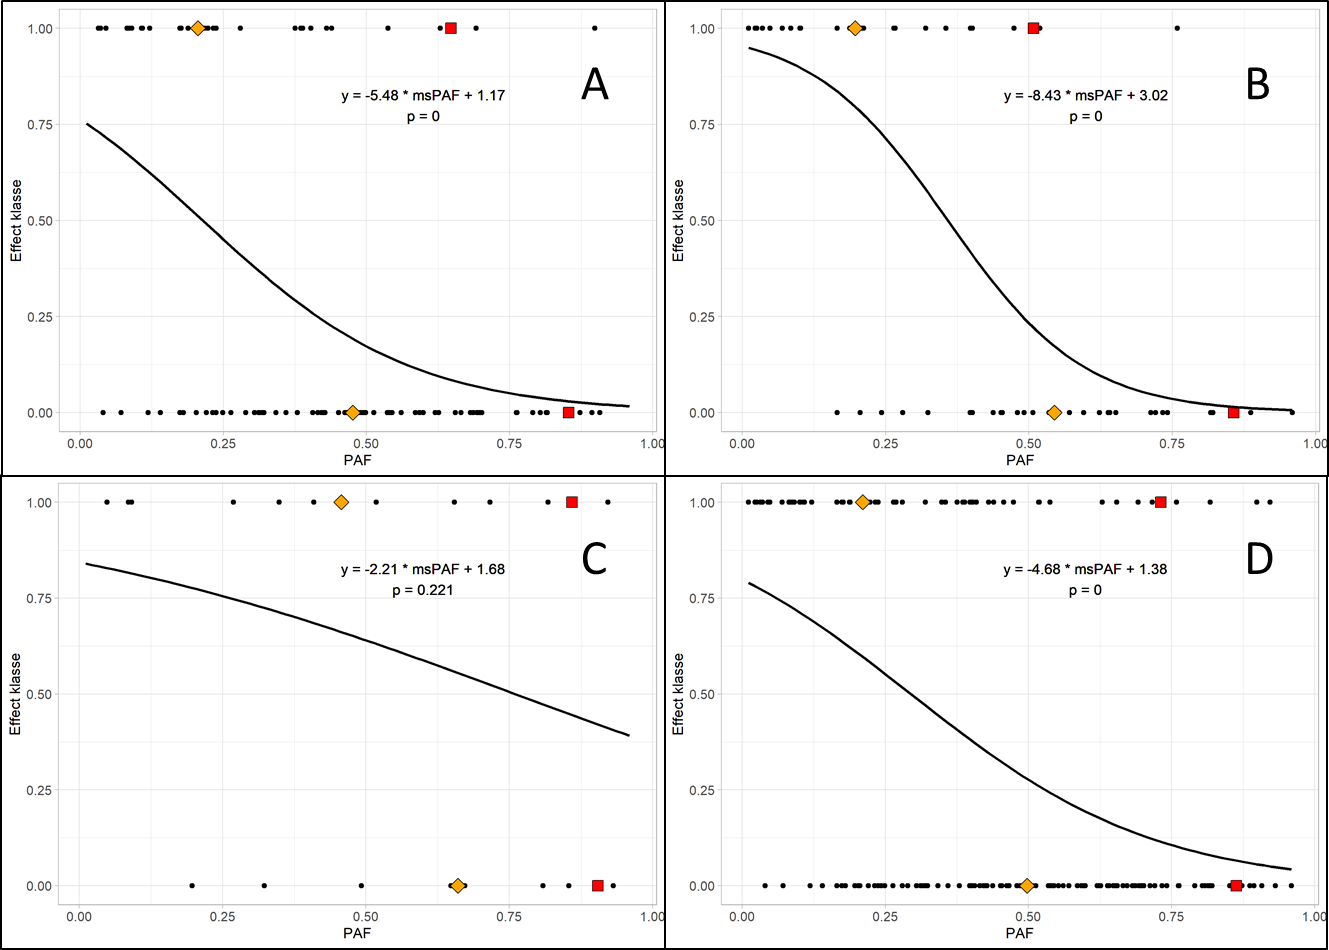 1.00
0.75
0.50
0.25
0.00
Effect klasse
y = -5.48 * msPAF + 1.17
p = 0
A
0.00 0.25 0.50 0.75 1.00
PAF
1.00
0.75
0.50
0.25
0.00
Effect klasse
y = -8.43 * msPAF + 3.02
p = 0
B
0.00 0.25 0.50 0.75 1.00
PAF
1.00
0.75
0.50
0.25
0.00
Effect klasse
y = -2.21 * msPAF + 1.68
p = 0.221
C
0.00 0.25 0.50 0.75 1.00
PAF
1.00
0.75
0.50
0.25
0.00
Effect klasse
y = -4.68 * msPAF + 1.38
p = 0
D
0.00 0.25 0.50 0.75 1.00
PAF